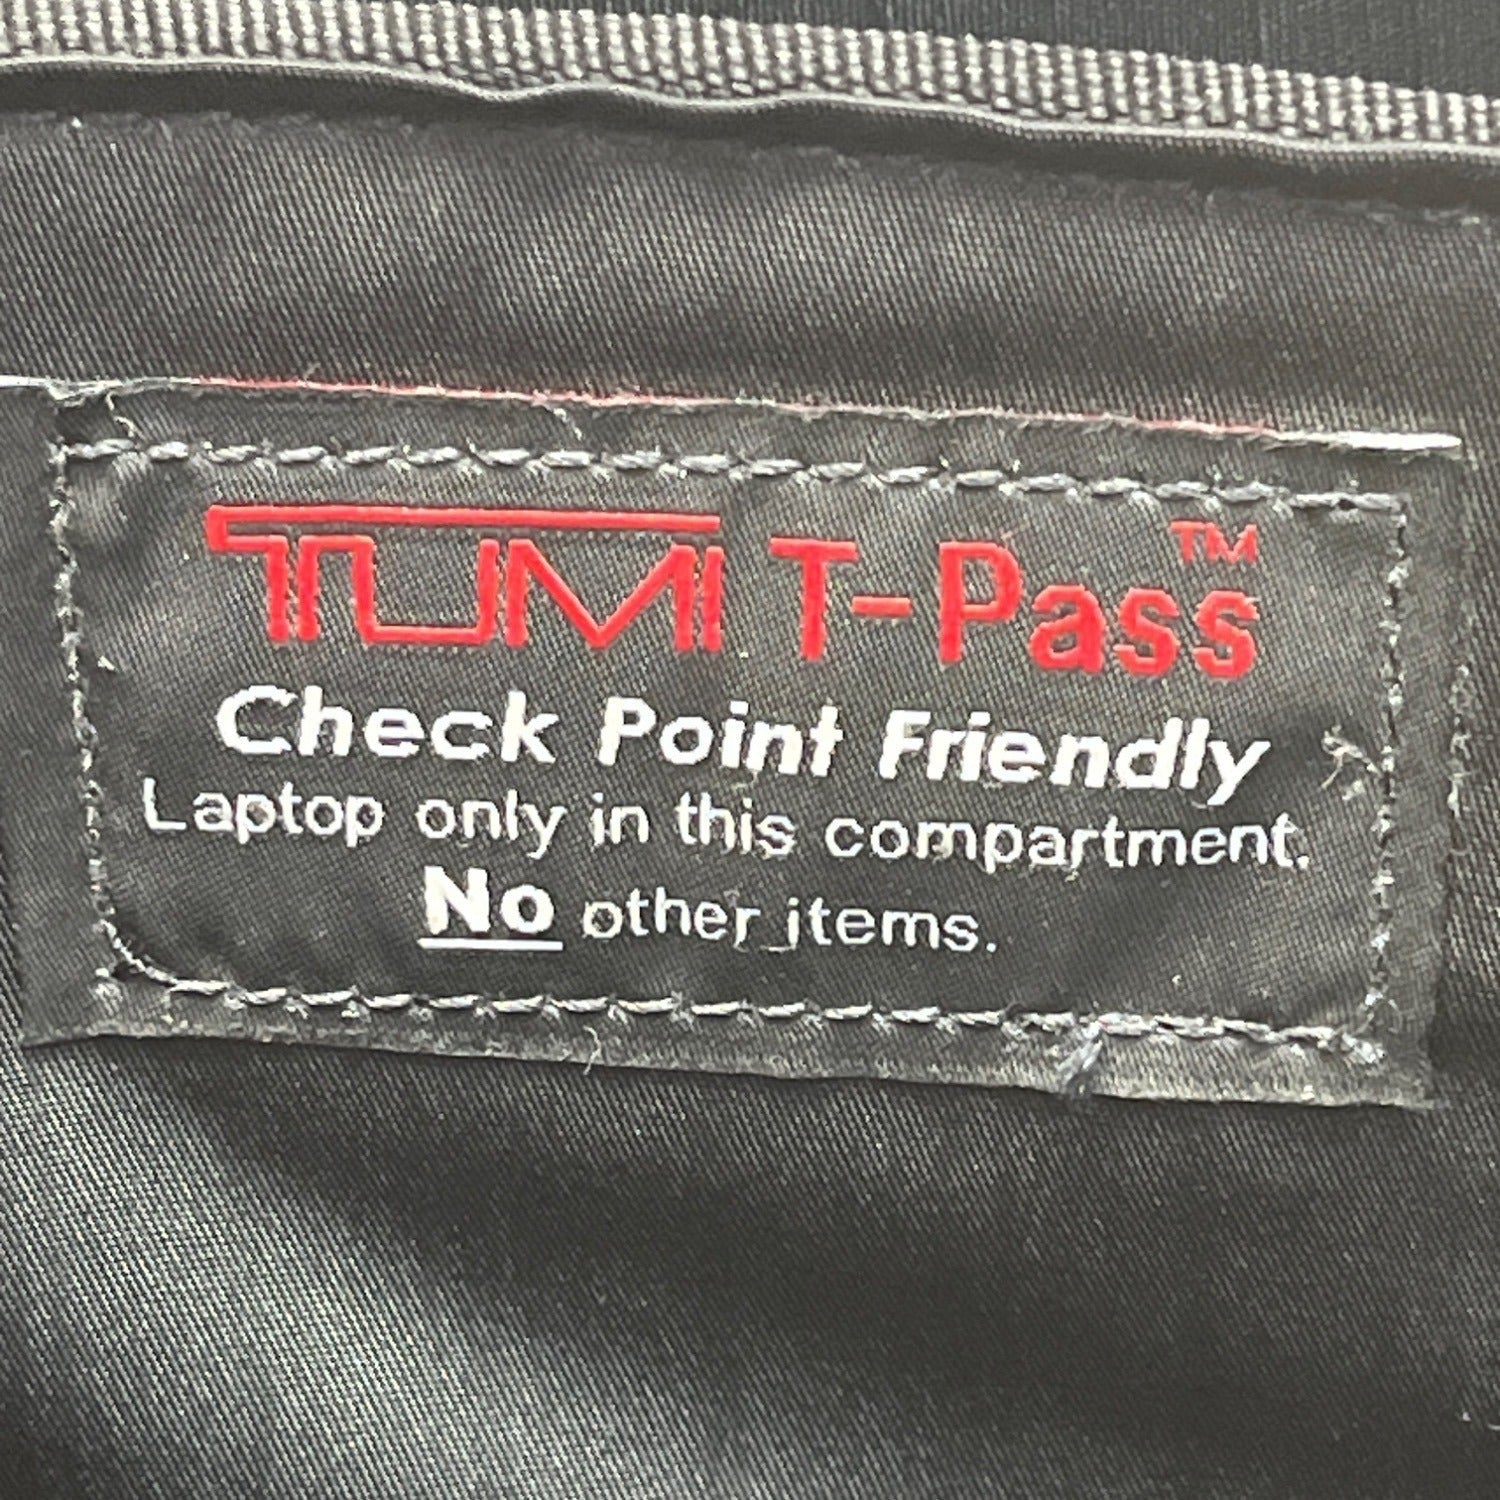 TUMI T-Pass™
Check Point Friendly
Laptop only in this compartment.
No other items.